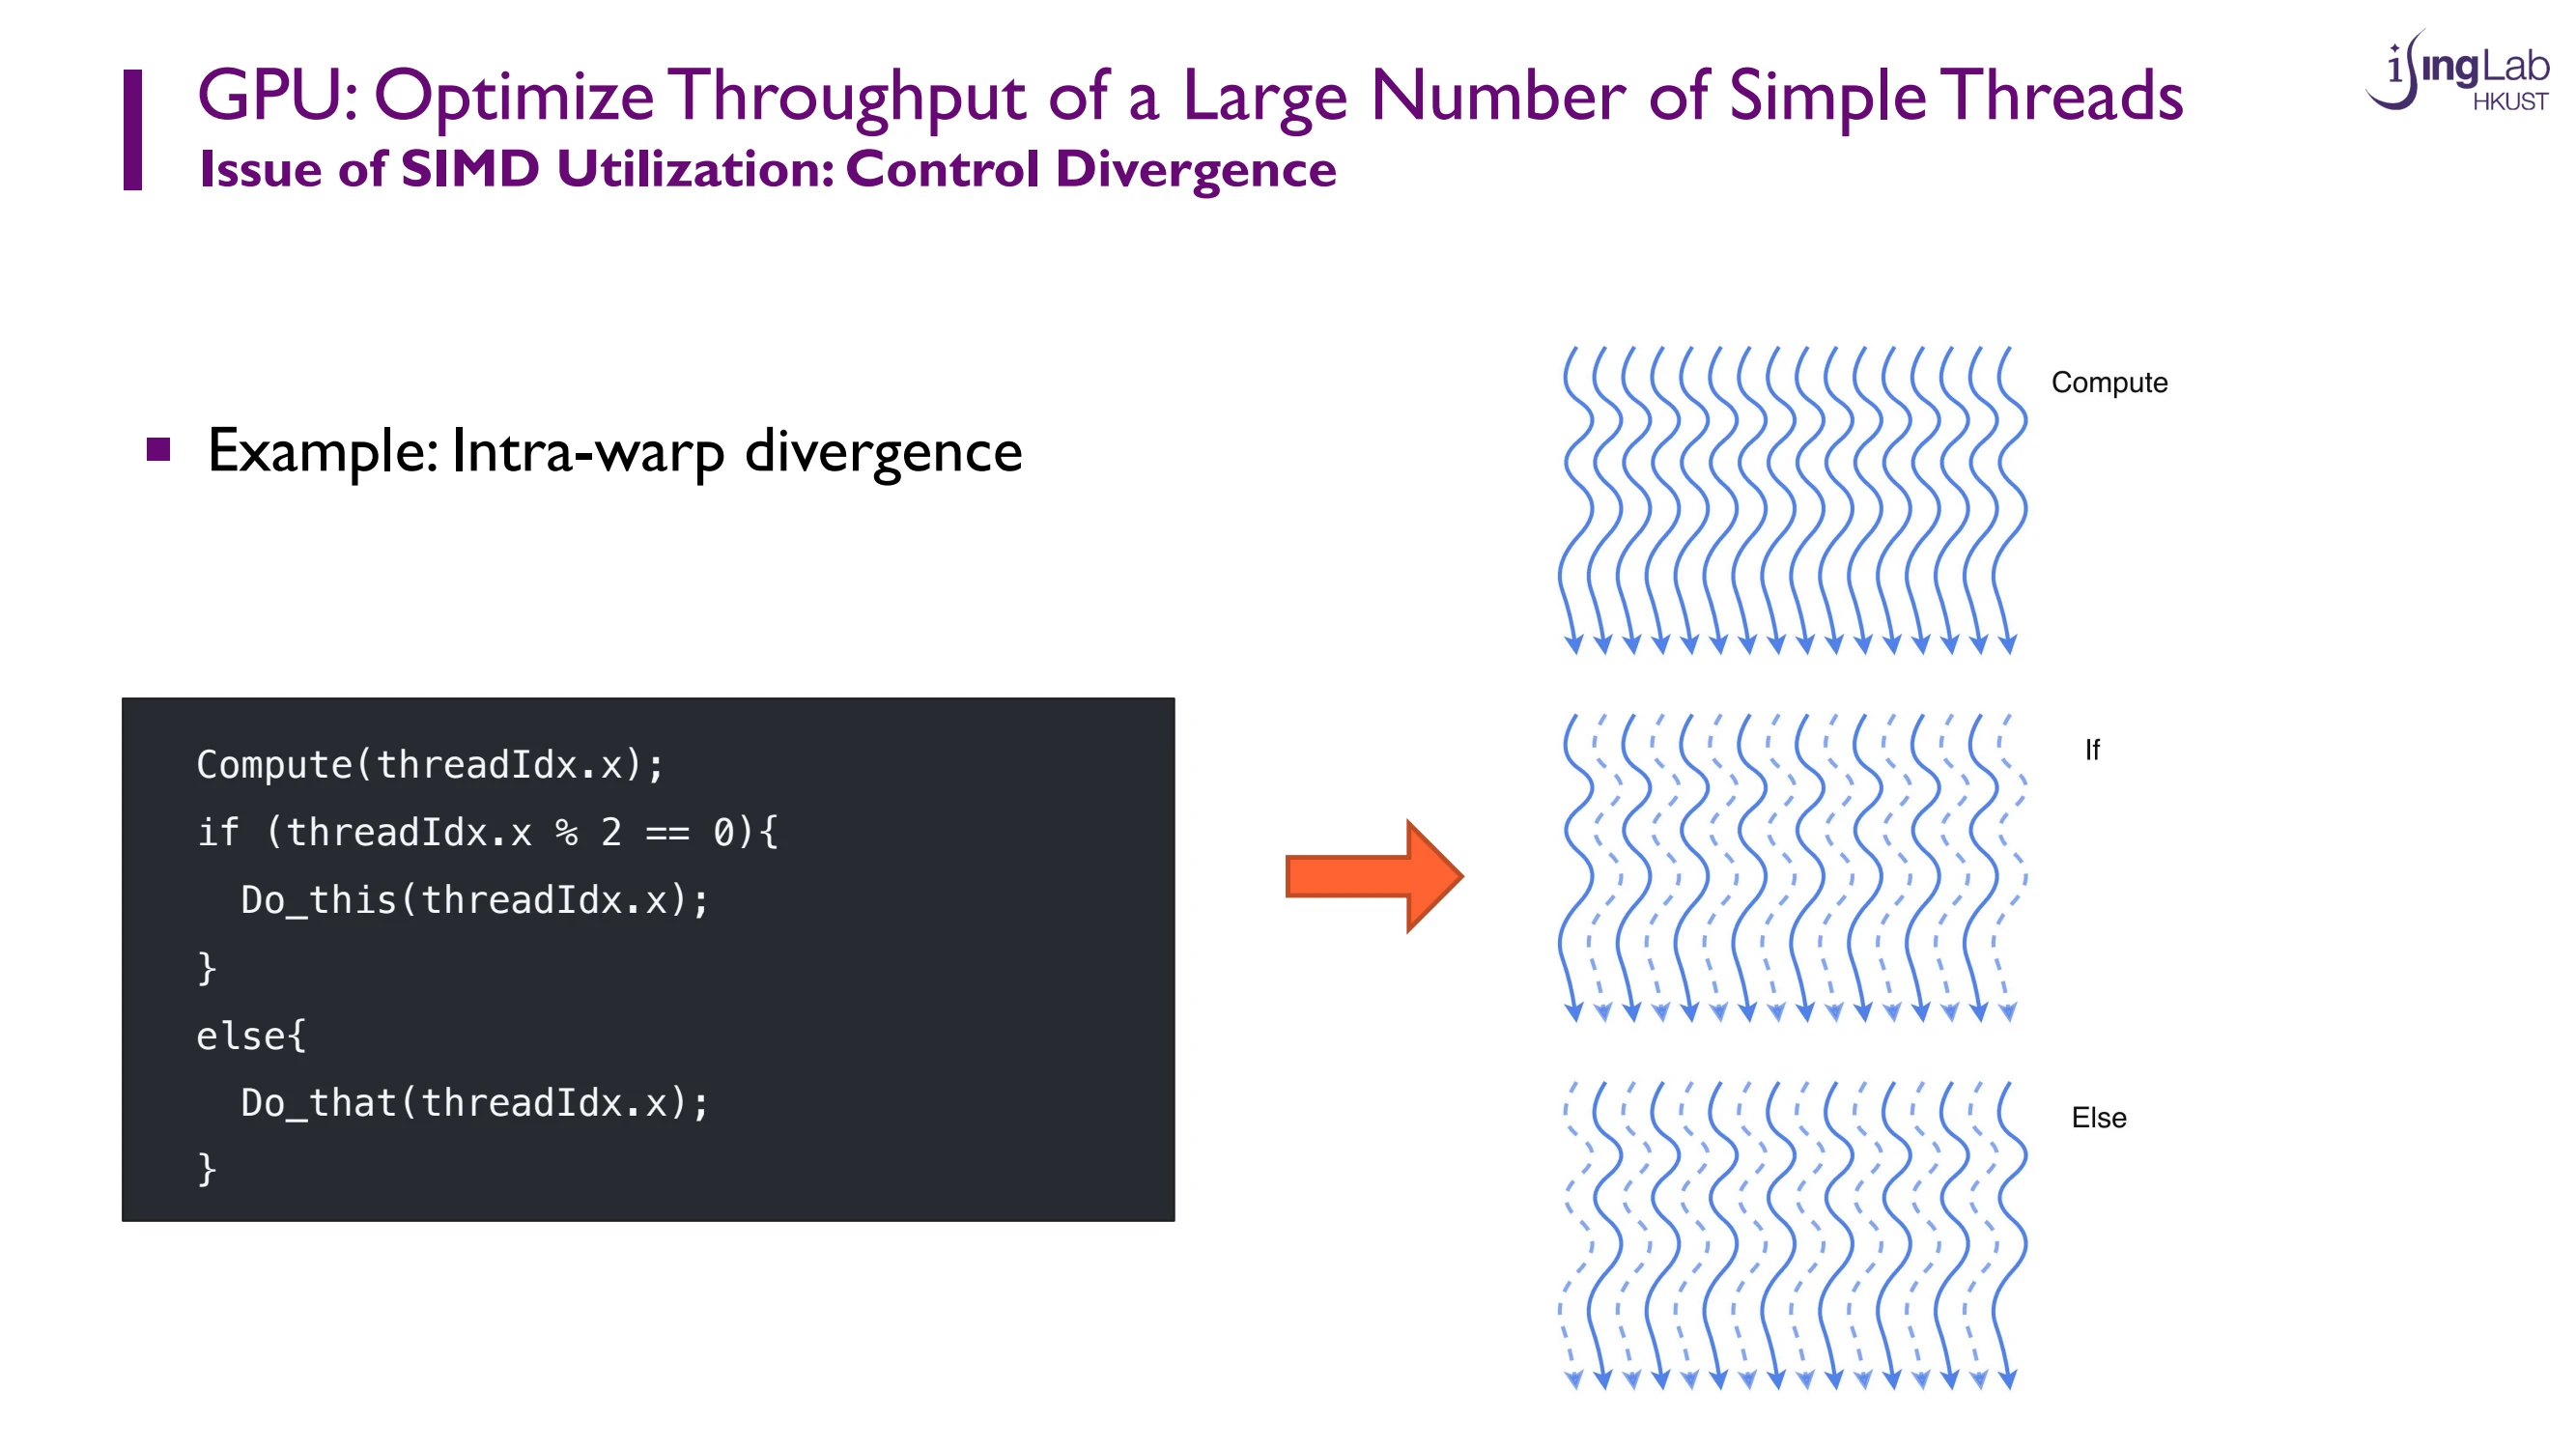 GPU: Optimize Throughput of a Large Number of Simple Threads
Issue of SIMD Utilization: Control Divergence
iSingLab
HKUST
Example: Intra-warp divergence
Compute(threadIdx.x);
if (threadIdx.x % 2 == 0){
  Do_this(threadIdx.x);
}
else{
  Do_that(threadIdx.x);
}
Compute
If
Else